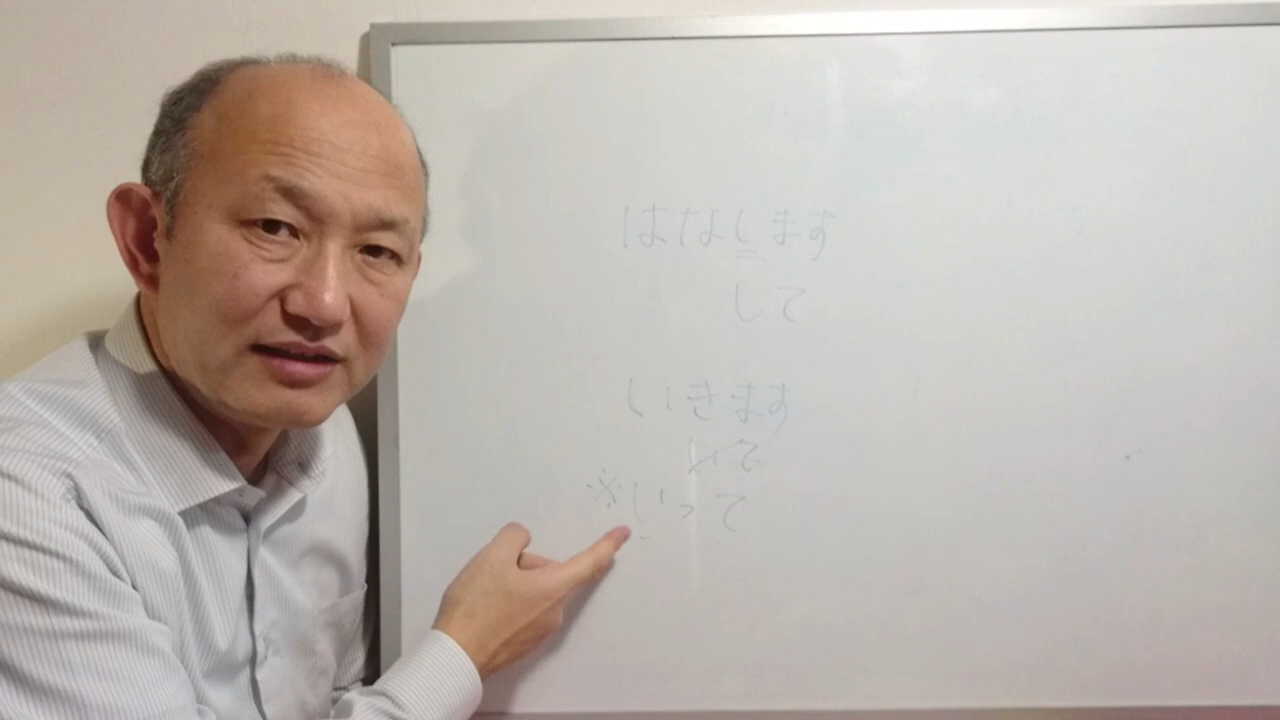 はなします
して
いきます
いて
※いって